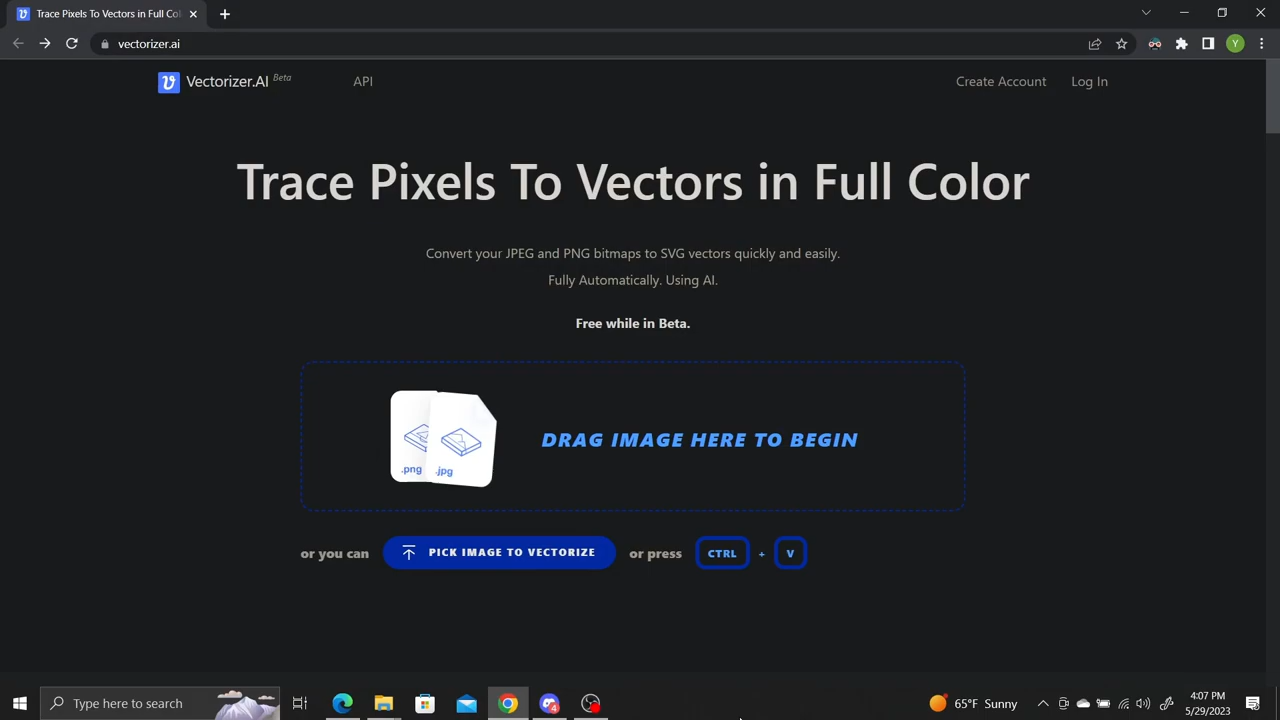 Trace Pixels To Vectors in Full Col
vectorizer.ai
Y
Vectorizer.AI Beta
API
Create Account
Log In
Trace Pixels To Vectors in Full Color
Convert your JPEG and PNG bitmaps to SVG vectors quickly and easily.
Fully Automatically. Using AI.
Free while in Beta.
.png
.jpg
DRAG IMAGE HERE TO BEGIN
or you can
PICK IMAGE TO VECTORIZE
or press
CTRL
+
V
Type here to search
4
65°F Sunny
4:07 PM
5/29/2023